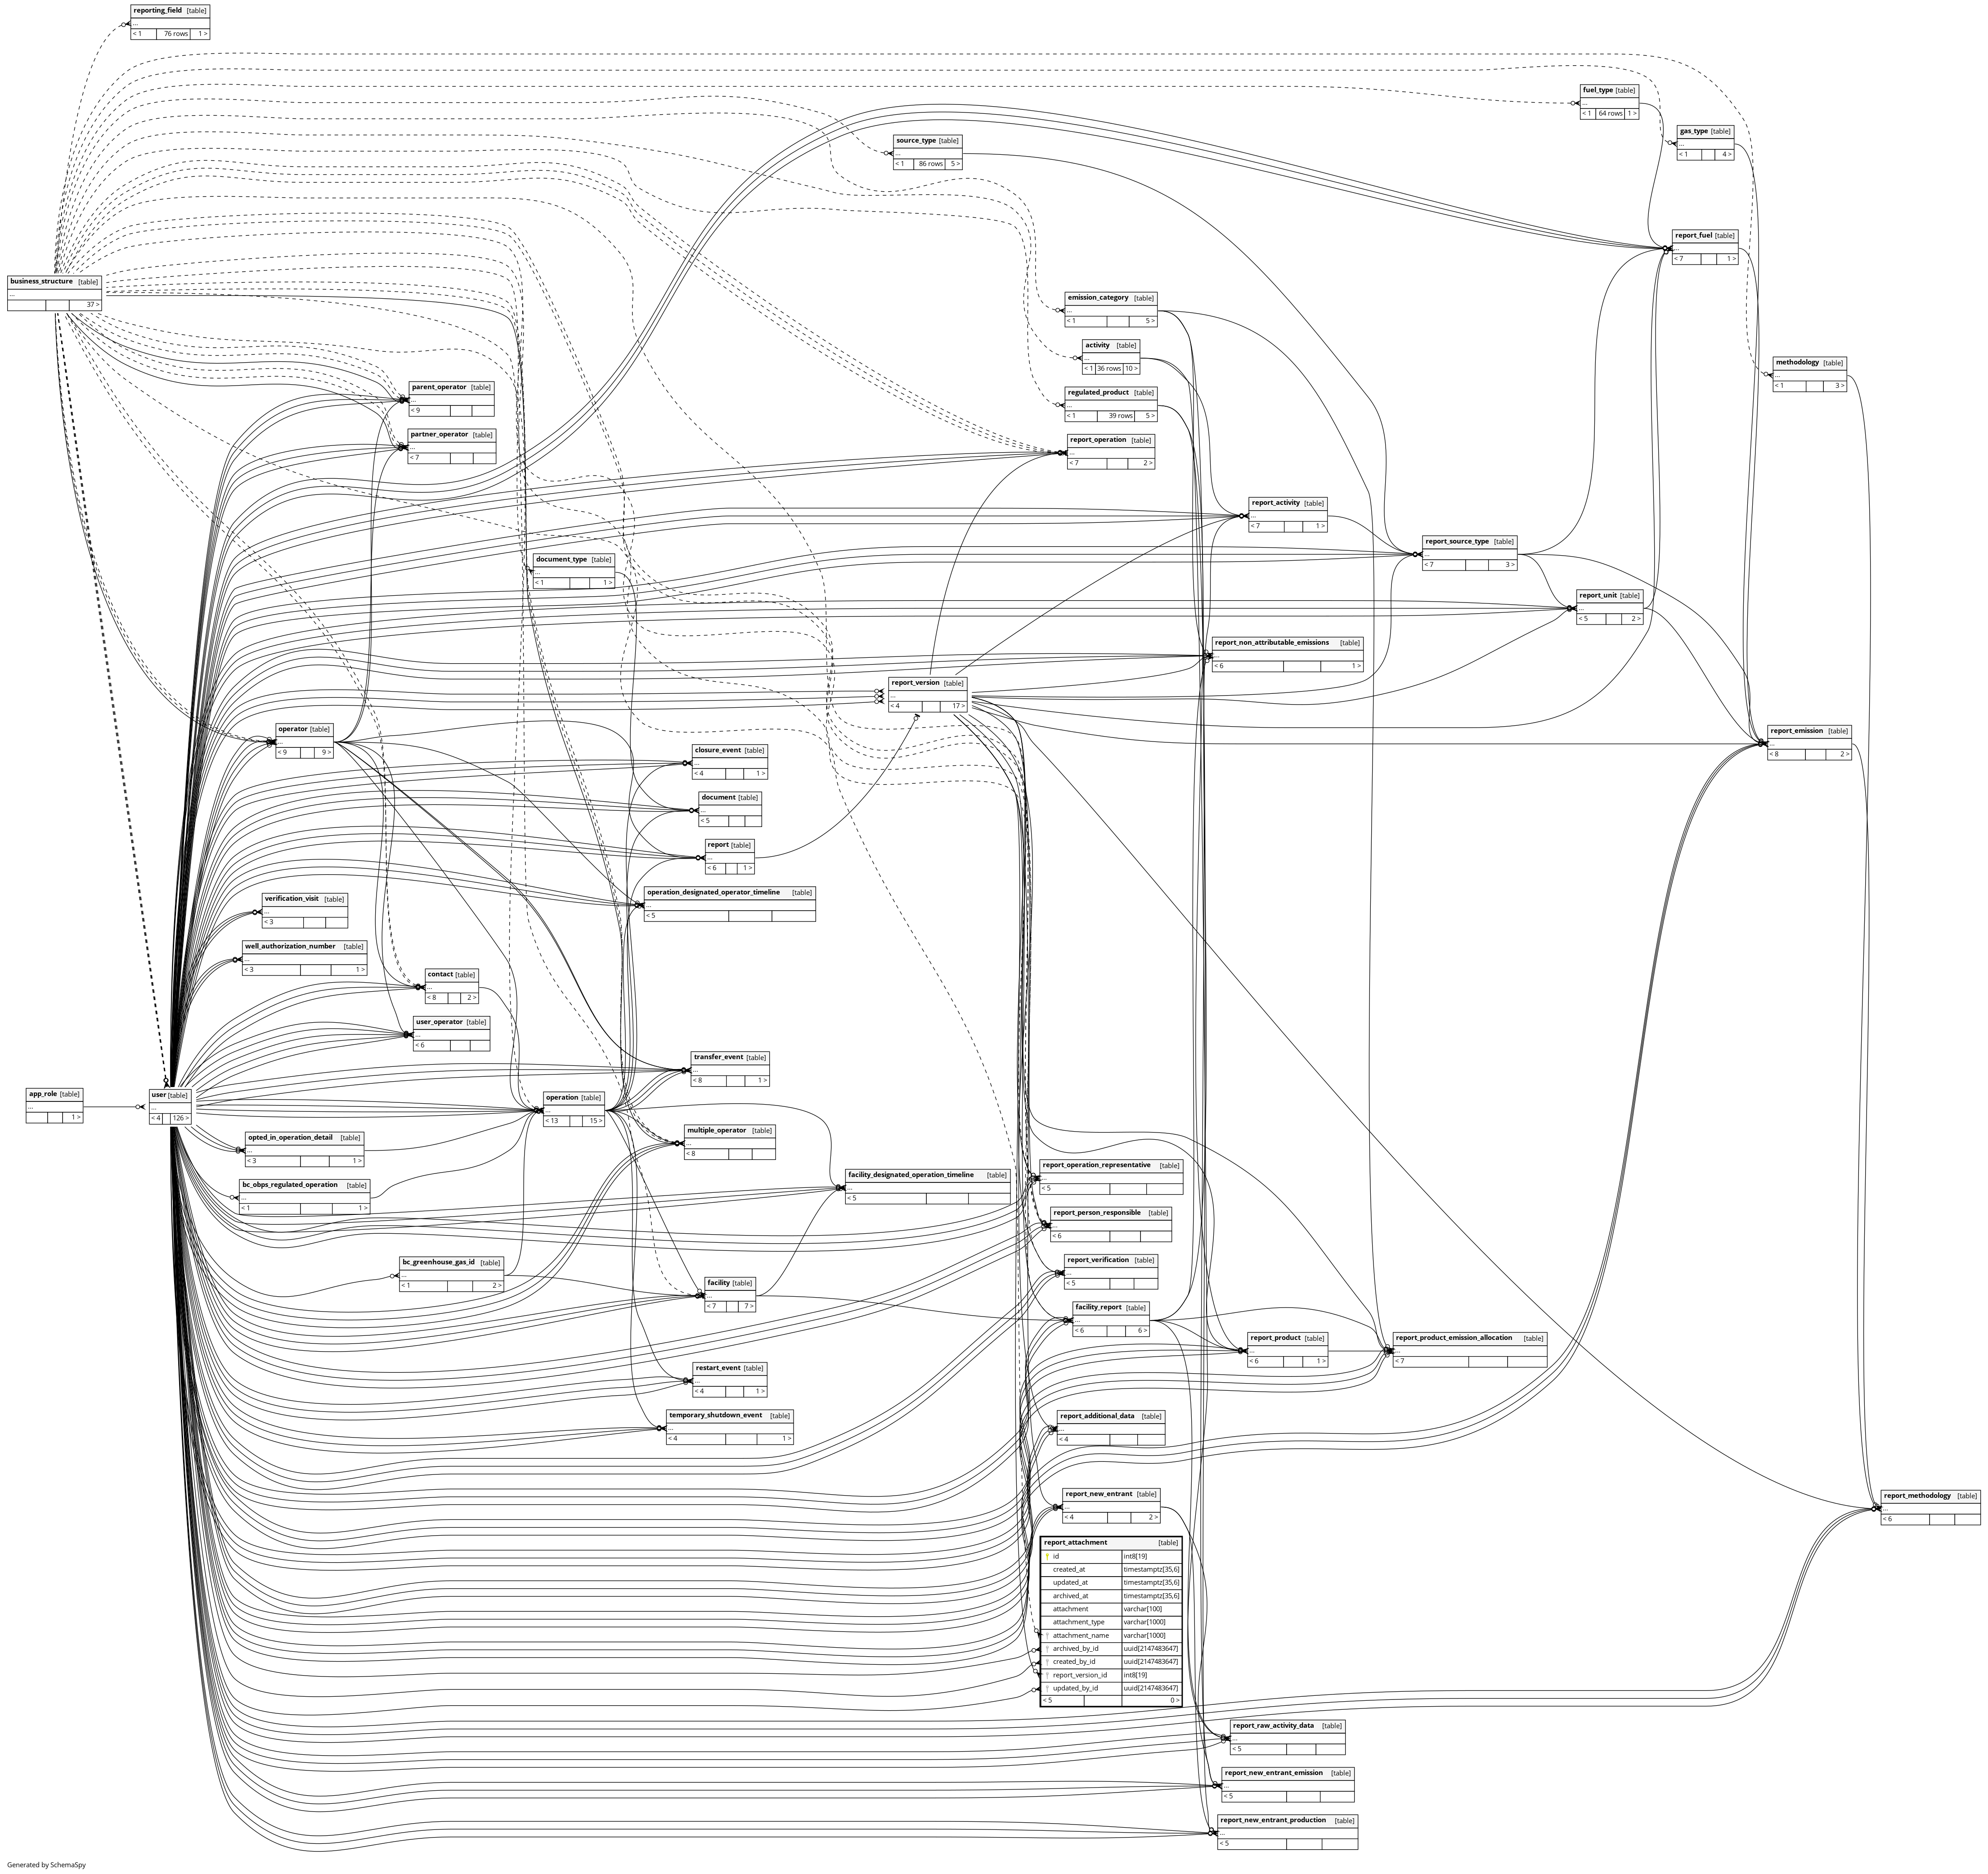 reporting_field [table]
...
< 1 76 rows 1 >
fuel_type [table]
...
< 1 64 rows 1 >
gas_type [table]
...
< 1 4 >
source_type [table]
...
< 1 86 rows 5 >
report_fuel [table]
...
< 7 1 >
business_structure [table]
...
37 >
emission_category [table]
...
< 1 5 >
activity [table]
...
< 1 36 rows 10 >
methodology [table]
...
< 1 3 >
parent_operator [table]
...
< 9
regulated_product [table]
...
< 1 39 rows 5 >
partner_operator [table]
...
< 7
report_operation [table]
...
< 7 2 >
report_activity [table]
...
< 7 1 >
report_source_type [table]
...
< 7 3 >
document_type [table]
...
< 1 1 >
report_unit [table]
...
< 5 2 >
report_non_attributable_emissions [table]
...
< 6 1 >
report_version [table]
...
< 4 17 >
operator [table]
...
< 9 9 >
report_emission [table]
...
< 8 2 >
closure_event [table]
...
< 4 1 >
document [table]
...
< 5
report [table]
...
< 6 1 >
operation_designated_operator_timeline [table]
...
< 5
verification_visit [table]
...
< 3
well_authorization_number [table]
...
< 3 1 >
contact [table]
...
< 8 2 >
user_operator [table]
...
< 6
transfer_event [table]
...
< 8 1 >
app_role [table]
...
1 >
user [table]
...
< 4 126 >
operation [table]
...
< 13 15 >
multiple_operator [table]
...
< 8
opted_in_operation_detail [table]
...
< 3 1 >
report_operation_representative [table]
...
< 5
facility_designated_operation_timeline [table]
...
< 5
bc_obps_regulated_operation [table]
...
< 1 1 >
report_person_responsible [table]
...
< 6
bc_greenhouse_gas_id [table]
...
< 1 2 >
report_verification [table]
...
< 5
facility [table]
...
< 7 7 >
facility_report [table]
...
< 6 6 >
report_product [table]
...
< 6 1 >
report_product_emission_allocation [table]
...
< 7
restart_event [table]
...
< 4 1 >
temporary_shutdown_event [table]
...
< 4 1 >
report_additional_data [table]
...
< 4
report_new_entrant [table]
...
< 4 2 >
report_methodology [table]
...
< 6
report_attachment [table]
id int8[19]
created_at timestamptz[35,6]
updated_at timestamptz[35,6]
archived_at timestamptz[35,6]
attachment varchar[100]
attachment_type varchar[1000]
attachment_name varchar[1000]
archived_by_id uuid[2147483647]
created_by_id uuid[2147483647]
report_version_id int8[19]
updated_by_id uuid[2147483647]
< 5 0 >
report_raw_activity_data [table]
...
< 5
report_new_entrant_emission [table]
...
< 5
report_new_entrant_production [table]
...
< 5
Generated by SchemaSpy